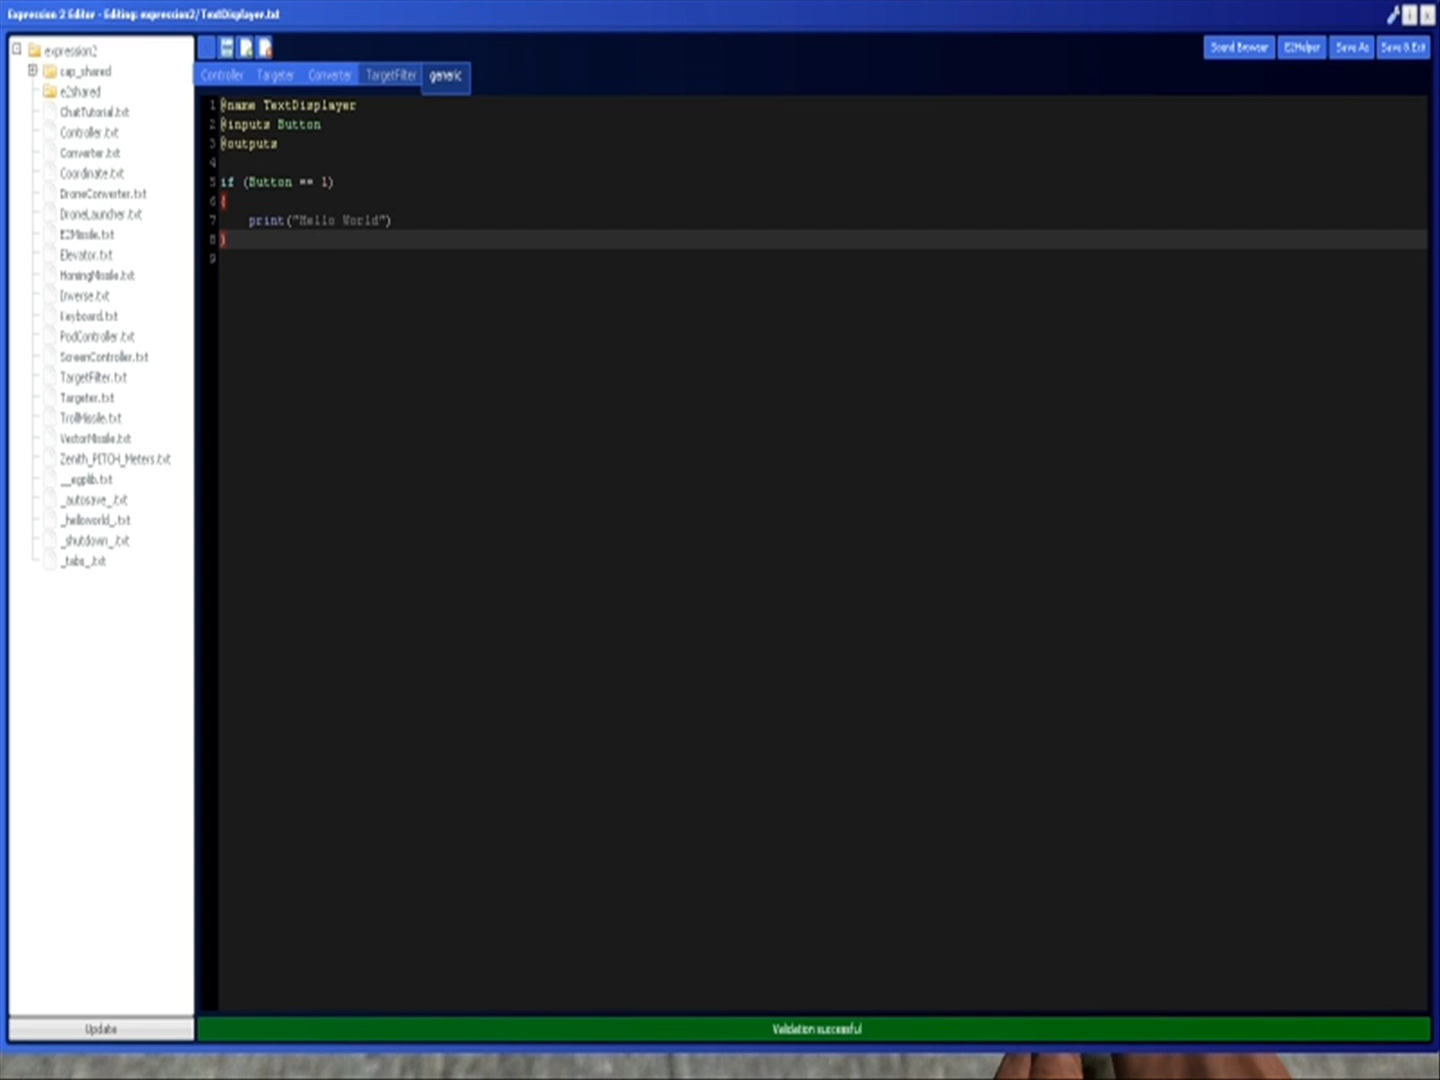 Expression 2 Editor - Editing: expression2/TextDisplayer.txt
Sound Browser E2Helper Save As Save & Exit
Controller Targeter Converter TargetFilter generic
expression2
cap_shared
e2shared
ChatTutorial.txt
Controller.txt
Converter.txt
Coordinate.txt
DroneConverter.txt
DroneLauncher.txt
E2Missile.txt
Elevator.txt
HomingMissile.txt
Inverse.txt
Keyboard.txt
PodController.txt
ScreenController.txt
TargetFilter.txt
Targeter.txt
TrollMissile.txt
VectorMissile.txt
Zenith_PITCH_Meters.txt
__egplib.txt
_autosave_.txt
_helloworld_.txt
_shutdown_.txt
_tabs_.txt
Update
1 @name TextDisplayer
2 @inputs Button
3 @outputs
4
5 if (Button == 1)
6 {
7 print("Hello World")
8 }
9
Validation successful